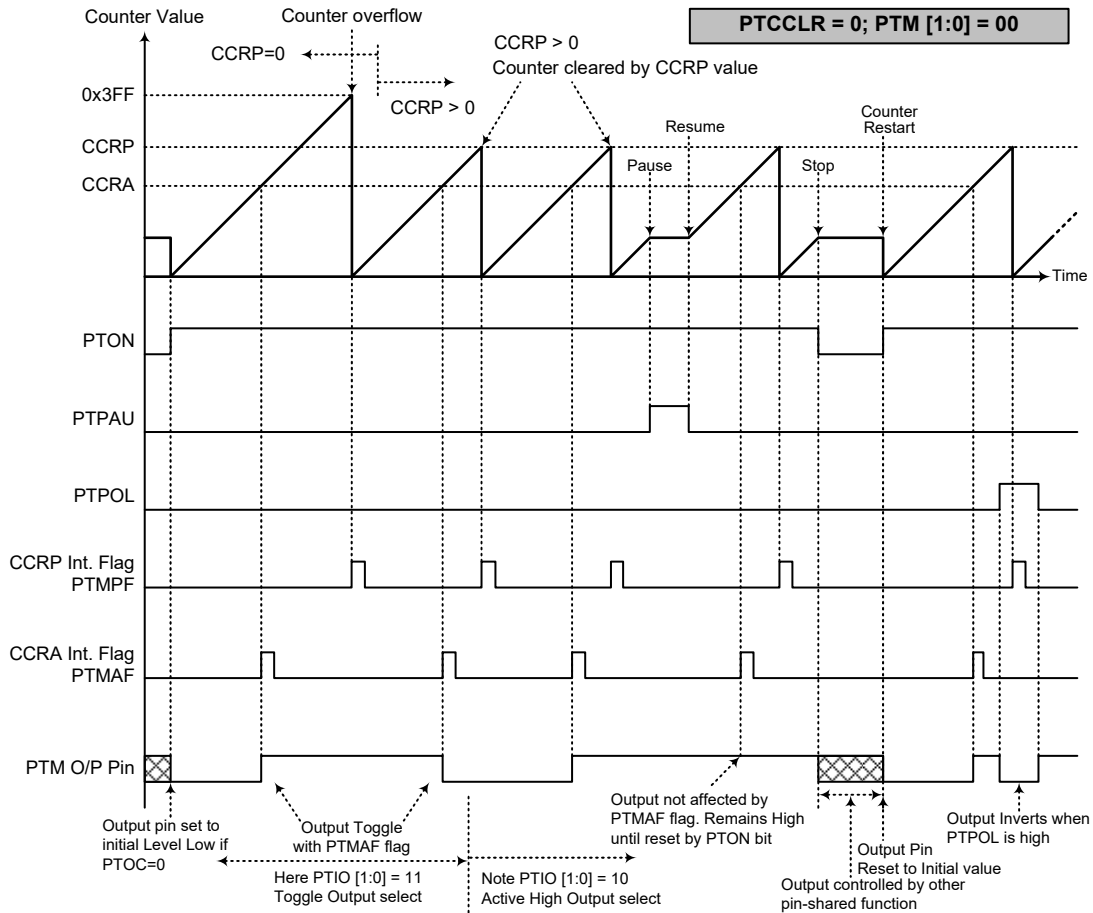 Counter Value
Counter overflow
PTCCLR = 0; PTM [1:0] = 00
CCRP=0
CCRP > 0
CCRP > 0
Counter cleared by CCRP value
0x3FF
CCRP
CCRA
Pause
Resume
Stop
Counter
Restart
Time
PTON
PTPAU
PTPOL
CCRP Int. Flag
PTMPF
CCRA Int. Flag
PTMAF
PTM O/P Pin
Output pin set to
initial Level Low if
PTOC=0
Output Toggle
with PTMAF flag
Here PTIO [1:0] = 11
Toggle Output select
Note PTIO [1:0] = 10
Active High Output select
Output not affected by
PTMAF flag. Remains High
until reset by PTON bit
Output Pin
Reset to Initial value
Output controlled by other
pin-shared function
Output Inverts when
PTPOL is high